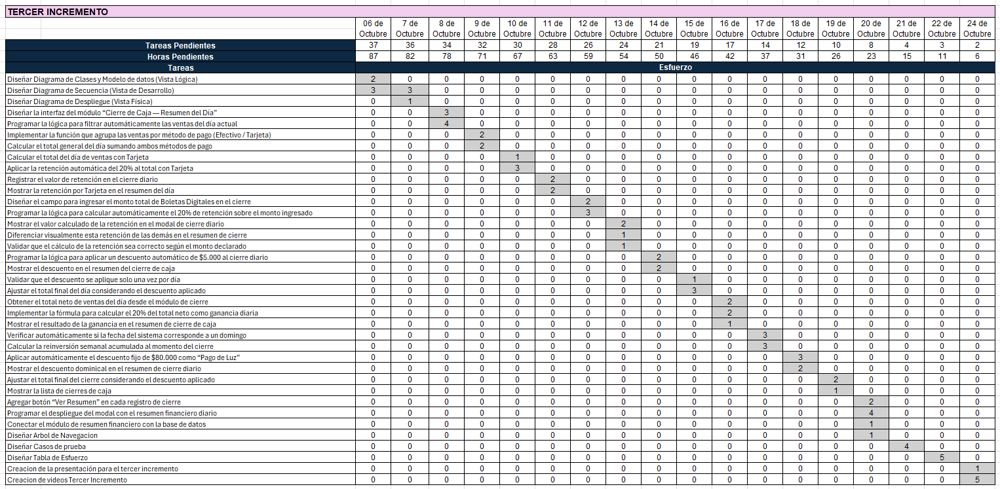 TERCER INCREMENTO
06 de Octubre 7 de Octubre 8 de Octubre 9 de Octubre 10 de Octubre 11 de Octubre 12 de Octubre 13 de Octubre 14 de Octubre 15 de Octubre 16 de Octubre 17 de Octubre 18 de Octubre 19 de Octubre 20 de Octubre 21 de Octubre 22 de Octubre 24 de Octubre
Tareas Pendientes 37 36 34 32 30 28 26 24 21 19 17 14 12 10 8 4 3 2
Horas Pendientes 87 82 78 71 67 63 59 54 50 46 42 37 31 26 23 15 11 6
Tareas Esfuerzo
Diseñar Diagrama de Clases y Modelo de datos (Vista Lógica) 2 0 0 0 0 0 0 0 0 0 0 0 0 0 0 0 0 0
Diseñar Diagrama de Secuencia (Vista de Desarrollo) 3 3 0 0 0 0 0 0 0 0 0 0 0 0 0 0 0 0
Diseñar Diagrama de Despliegue (Vista Física) 0 1 0 0 0 0 0 0 0 0 0 0 0 0 0 0 0 0
Diseñar la interfaz del módulo “Cierre de Caja — Resumen del Día” 0 0 3 0 0 0 0 0 0 0 0 0 0 0 0 0 0 0
Programar la lógica para filtrar automáticamente las ventas del día actual 0 0 4 0 0 0 0 0 0 0 0 0 0 0 0 0 0 0
Implementar la función que agrupa las ventas por método de pago (Efectivo / Tarjeta) 0 0 0 2 0 0 0 0 0 0 0 0 0 0 0 0 0 0
Calcular el total general del día sumando ambos métodos de pago 0 0 0 2 0 0 0 0 0 0 0 0 0 0 0 0 0 0
Calcular el total del día de ventas con Tarjeta 0 0 0 0 1 0 0 0 0 0 0 0 0 0 0 0 0 0
Aplicar la retención automática del 20% al total con Tarjeta 0 0 0 0 3 0 0 0 0 0 0 0 0 0 0 0 0 0
Registrar el valor de retención en el cierre diario 0 0 0 0 0 2 0 0 0 0 0 0 0 0 0 0 0 0
Mostrar la retención por Tarjeta en el resumen del día 0 0 0 0 0 2 0 0 0 0 0 0 0 0 0 0 0 0
Diseñar el campo para ingresar el monto total de Boletas Digitales en el cierre 0 0 0 0 0 0 2 0 0 0 0 0 0 0 0 0 0 0
Programar la lógica para calcular automáticamente el 20% de retención sobre el monto ingresado 0 0 0 0 0 0 3 0 0 0 0 0 0 0 0 0 0 0
Mostrar el valor calculado de la retención en el modal de cierre diario 0 0 0 0 0 0 0 2 0 0 0 0 0 0 0 0 0 0
Diferenciar visualmente esta retención de las demás en el resumen de cierre 0 0 0 0 0 0 0 1 0 0 0 0 0 0 0 0 0 0
Validar que el cálculo de la retención sea correcto según el monto declarado 0 0 0 0 0 0 0 1 0 0 0 0 0 0 0 0 0 0
Programar la lógica para aplicar un descuento automático de $5.000 al cierre diario 0 0 0 0 0 0 0 0 2 0 0 0 0 0 0 0 0 0
Mostrar el descuento en el resumen del cierre de caja 0 0 0 0 0 0 0 0 2 0 0 0 0 0 0 0 0 0
Validar que el descuento se aplique solo una vez por día 0 0 0 0 0 0 0 0 0 1 0 0 0 0 0 0 0 0
Ajustar el total final del día considerando el descuento aplicado 0 0 0 0 0 0 0 0 0 3 0 0 0 0 0 0 0 0
Obtener el total neto de ventas del día desde el módulo de cierre 0 0 0 0 0 0 0 0 0 0 2 0 0 0 0 0 0 0
Implementar la fórmula para calcular el 20% del total neto como ganancia diaria 0 0 0 0 0 0 0 0 0 0 2 0 0 0 0 0 0 0
Mostrar el resultado de la ganancia en el resumen de cierre de caja 0 0 0 0 0 0 0 0 0 0 1 0 0 0 0 0 0 0
Verificar automáticamente si la fecha del sistema corresponde a un domingo 0 0 0 0 0 0 0 0 0 0 0 3 0 0 0 0 0 0
Calcular la reinversión semanal acumulada al momento del cierre 0 0 0 0 0 0 0 0 0 0 0 3 0 0 0 0 0 0
Aplicar automáticamente el descuento fijo de $80.000 como “Pago de Luz” 0 0 0 0 0 0 0 0 0 0 0 0 3 0 0 0 0 0
Mostrar el descuento dominical en el resumen de cierre diario 0 0 0 0 0 0 0 0 0 0 0 0 2 0 0 0 0 0
Ajustar el total final del cierre considerando el descuento aplicado 0 0 0 0 0 0 0 0 0 0 0 0 0 2 0 0 0 0
Mostrar la lista de cierres de caja 0 0 0 0 0 0 0 0 0 0 0 0 0 1 0 0 0 0
Agregar botón “Ver Resumen” en cada registro de cierre 0 0 0 0 0 0 0 0 0 0 0 0 0 0 2 0 0 0
Programar el despliegue del modal con el resumen financiero diario 0 0 0 0 0 0 0 0 0 0 0 0 0 0 4 0 0 0
Conectar el módulo de resumen financiero con la base de datos 0 0 0 0 0 0 0 0 0 0 0 0 0 0 1 0 0 0
Diseñar Arbol de Navegacion 0 0 0 0 0 0 0 0 0 0 0 0 0 0 1 0 0 0
Diseñar Casos de prueba 0 0 0 0 0 0 0 0 0 0 0 0 0 0 0 4 0 0
Diseñar Tabla de Esfuerzo 0 0 0 0 0 0 0 0 0 0 0 0 0 0 0 0 5 0
Creacion de la presentación para el tercer incremento 0 0 0 0 0 0 0 0 0 0 0 0 0 0 0 0 0 1
Creacion de videos Tercer Incremento 0 0 0 0 0 0 0 0 0 0 0 0 0 0 0 0 0 5